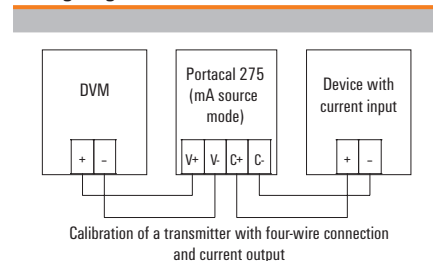 DVM
+ –
Portacal 275
(mA source
mode)
V+ V- C+ C-
Device with
current input
+ –
Calibration of a transmitter with four-wire connection
and current output